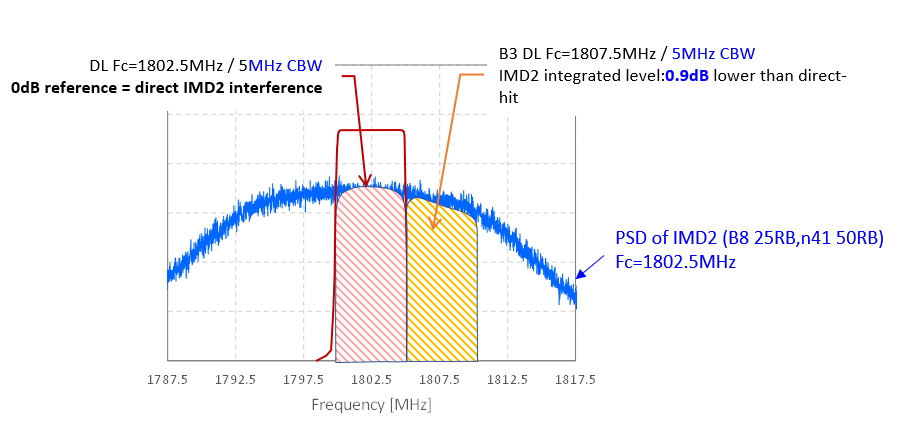 DL Fc=1802.5MHz / 5MHz CBW
0dB reference = direct IMD2 interference
B3 DL Fc=1807.5MHz / 5MHz CBW
IMD2 integrated level:0.9dB lower than direct-
hit
PSD of IMD2 (B8 25RB,n41 50RB)
Fc=1802.5MHz
1787.5 1792.5 1797.5 1802.5 1807.5 1812.5 1817.5
Frequency [MHz]